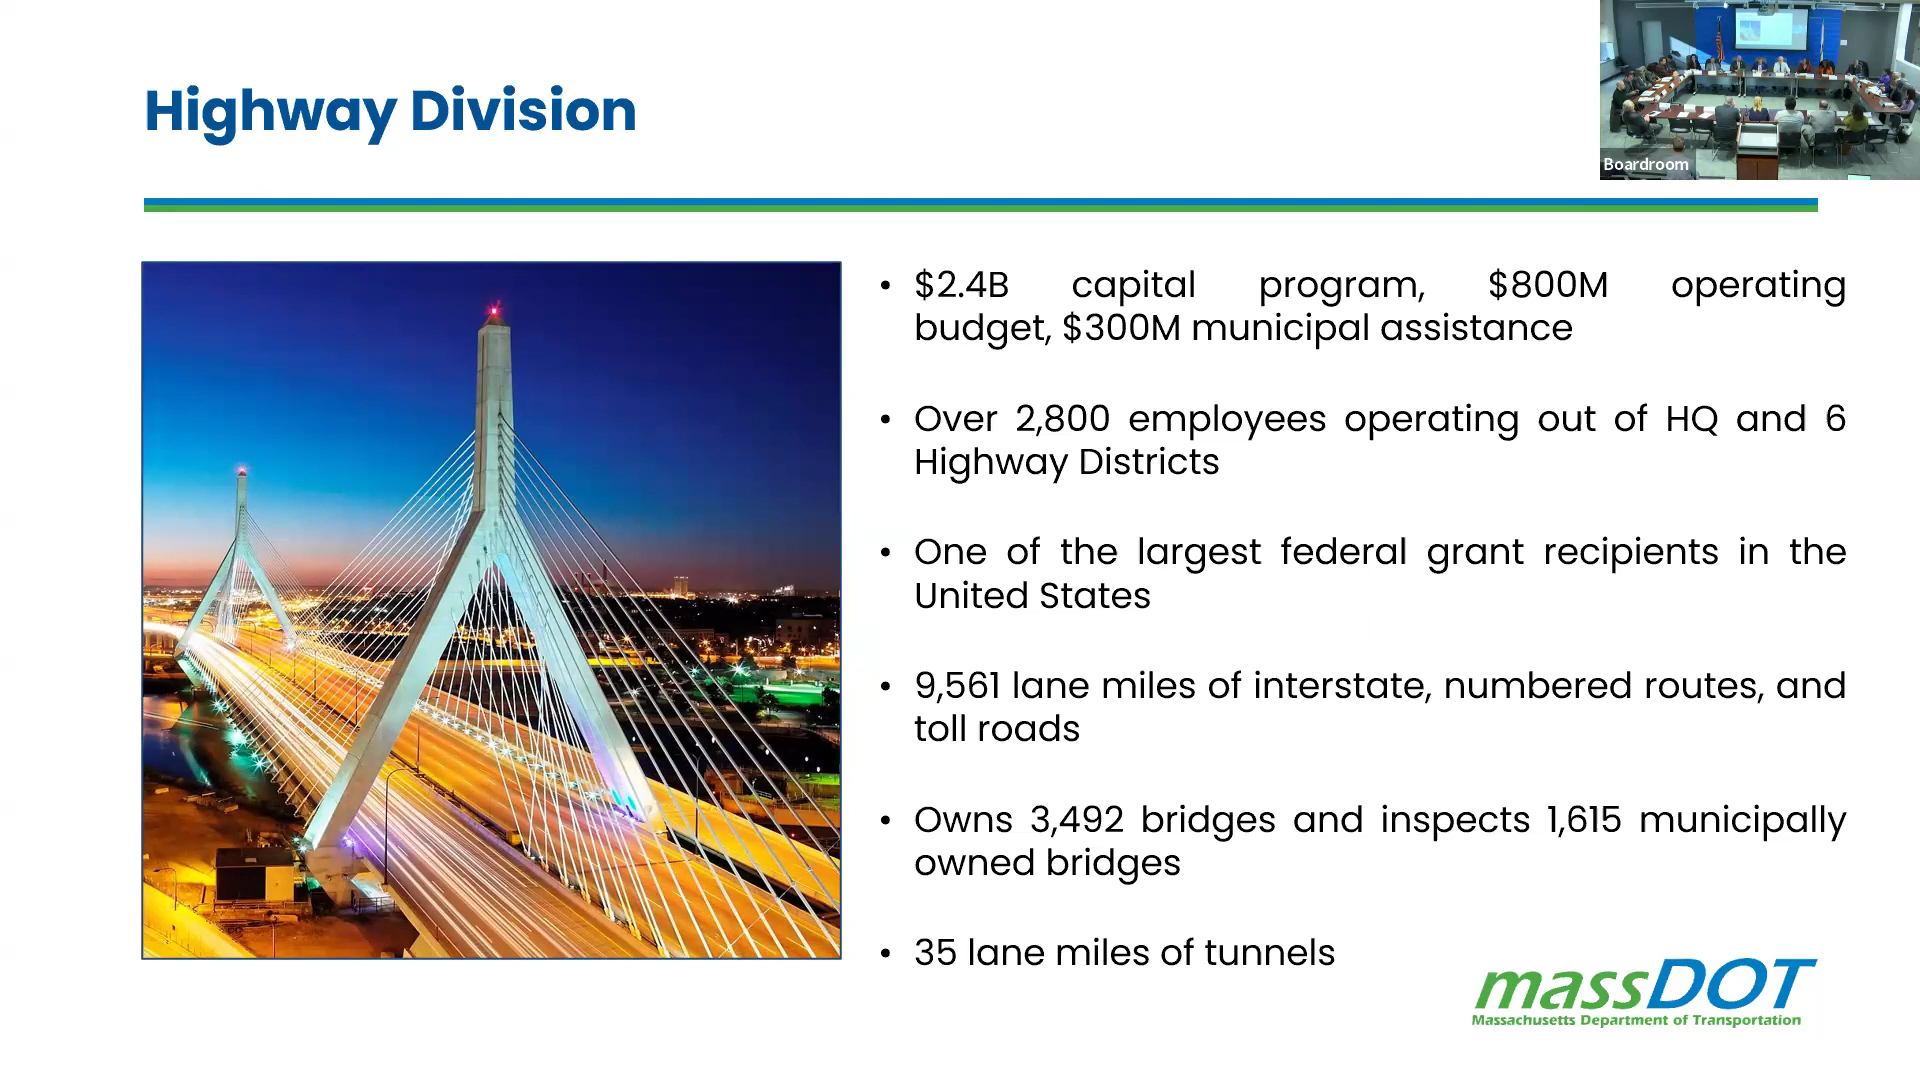 Highway Division
Boardroom
• $2.4B capital program, $800M operating
budget, $300M municipal assistance
• Over 2,800 employees operating out of HQ and 6
Highway Districts
• One of the largest federal grant recipients in the
United States
• 9,561 lane miles of interstate, numbered routes, and
toll roads
• Owns 3,492 bridges and inspects 1,615 municipally
owned bridges
• 35 lane miles of tunnels
massDOT
Massachusetts Department of Transportation